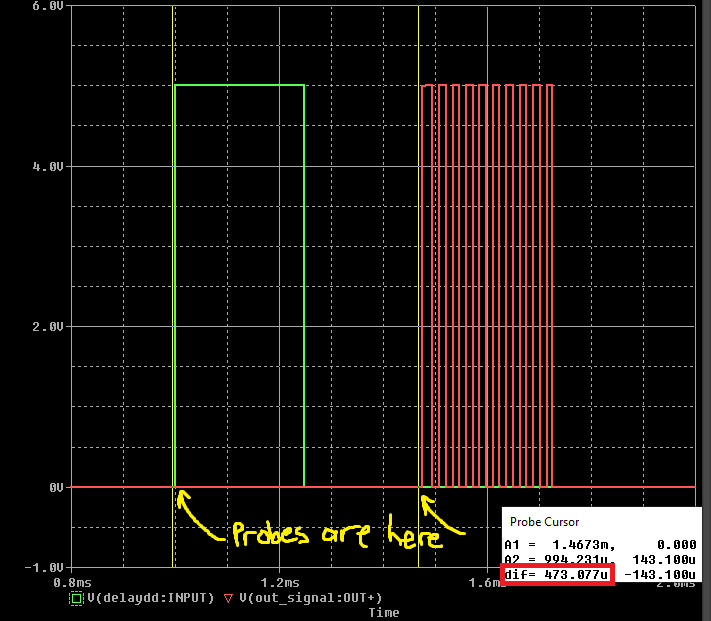 6.0V
4.0V
2.0V
0V
-1.0V
Probes are here
Probe Cursor
A1 = 1.4673m, 0.000
A2 = 994.231u, 143.100u
dif= 473.077u -143.100u
0.8ms 1.2ms 1.6ms 2.0ms
V(delaydd:INPUT) V(out_signal:OUT+)
Time